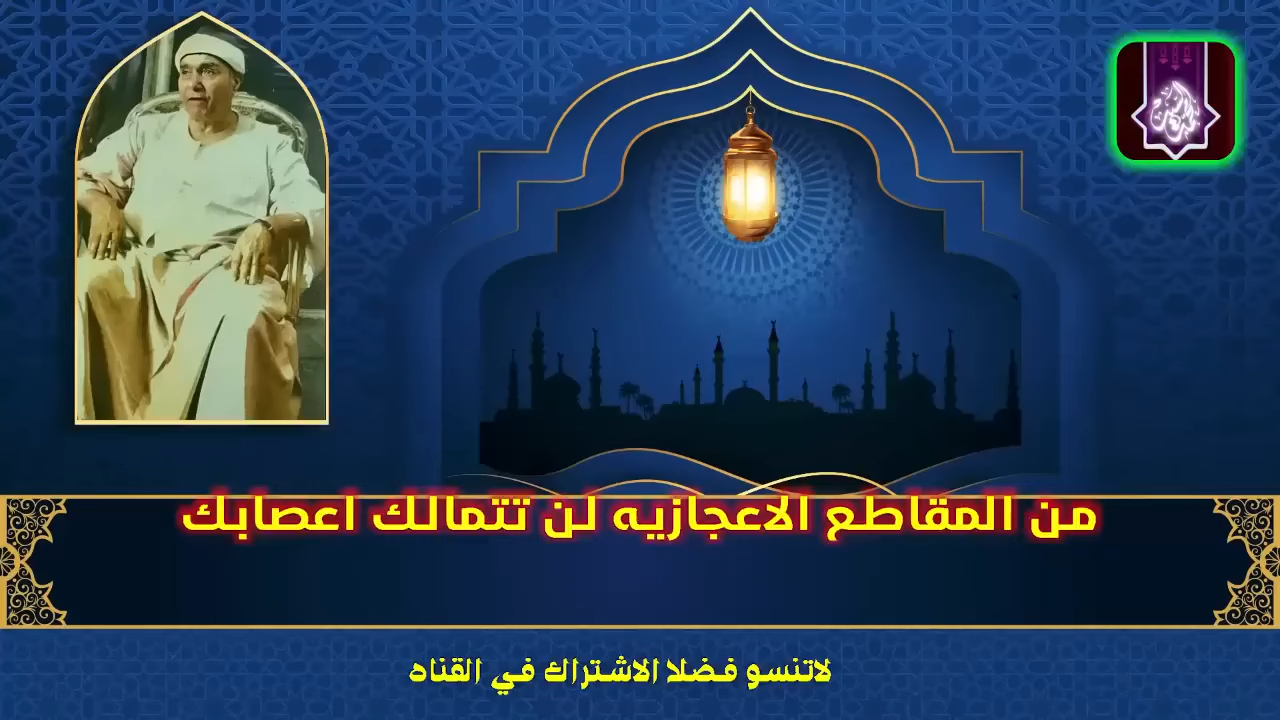 من المقاطع الاعجازيه لن تتمالك اعصابك
لاتنسو فضلا الاشتراك في القناه